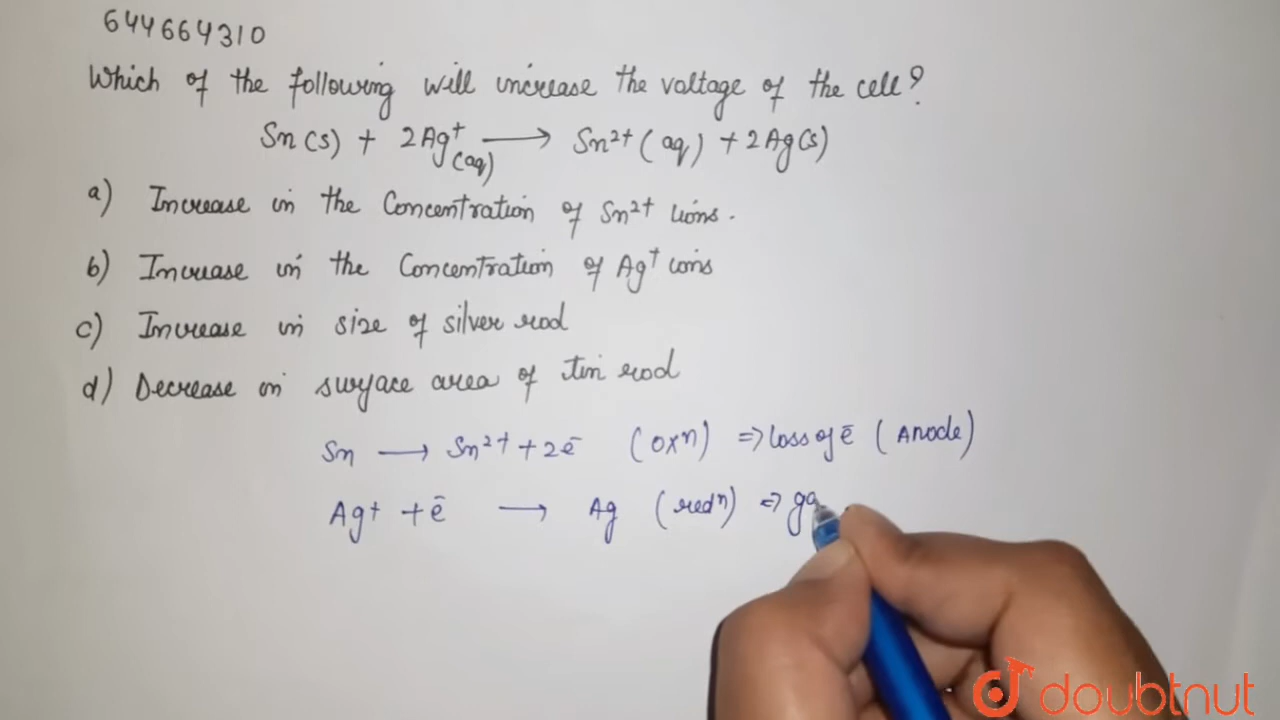 644664310
Which of the following will increase the voltage of the cell?
Sn(s) + 2Ag⁺(aq) ⟶ Sn²⁺(aq) + 2Ag(s)
a) Increase in the Concentration of Sn²⁺ ions.
b) Increase in the Concentration of Ag⁺ ions
c) Increase in size of silver rod
d) Decrease in surface area of tin rod
Sn ⟶ Sn²⁺ + 2ē (oxⁿ) ⇒ loss of ē (Anode)
Ag⁺ + ē ⟶ Ag (redⁿ) ⇒ ga
doubtnut